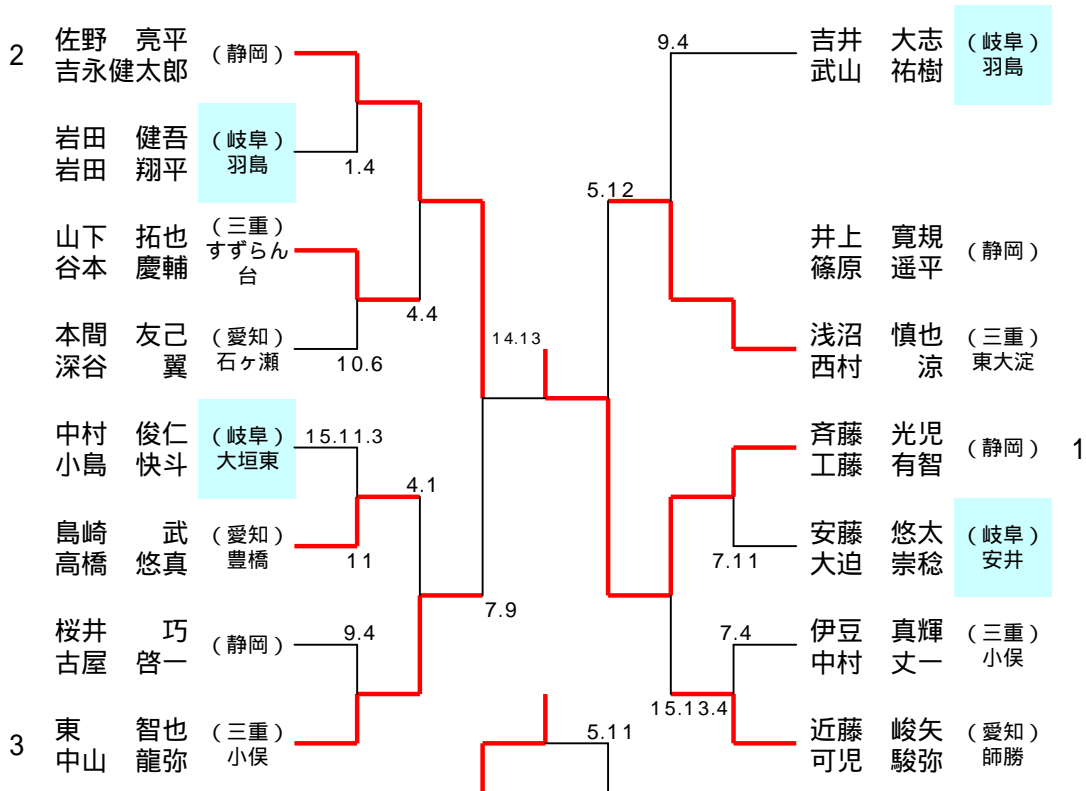 2
佐野　亮平
吉永健太郎
(静岡)
岩田　健吾
岩田　翔平
(岐阜)
羽島
1.4
山下　拓也
谷本　慶輔
(三重)
すずらん
台
4.4
本間　友己
深谷　翼
(愛知)
石ヶ瀬
10.6
中村　俊仁
小島　快斗
(岐阜)
大垣東
15.11.3
4.1
島崎　武
高橋　悠真
(愛知)
豊橋
11
桜井　巧
古屋　啓一
(静岡)
9.4
7.9
3
東　智也
中山　龍弥
(三重)
小俣
14.13
5.11
9.4
吉井　大志
武山　祐樹
(岐阜)
羽島
5.12
井上　寛規
篠原　遥平
(静岡)
浅沼　慎也
西村　涼
(三重)
東大淀
斉藤　光児
工藤　有智
(静岡)
1
7.11
安藤　悠太
大迫　崇稔
(岐阜)
安井
7.4
伊豆　真輝
中村　丈一
(三重)
小俣
15.13.4
近藤　峻矢
可児　駿弥
(愛知)
師勝